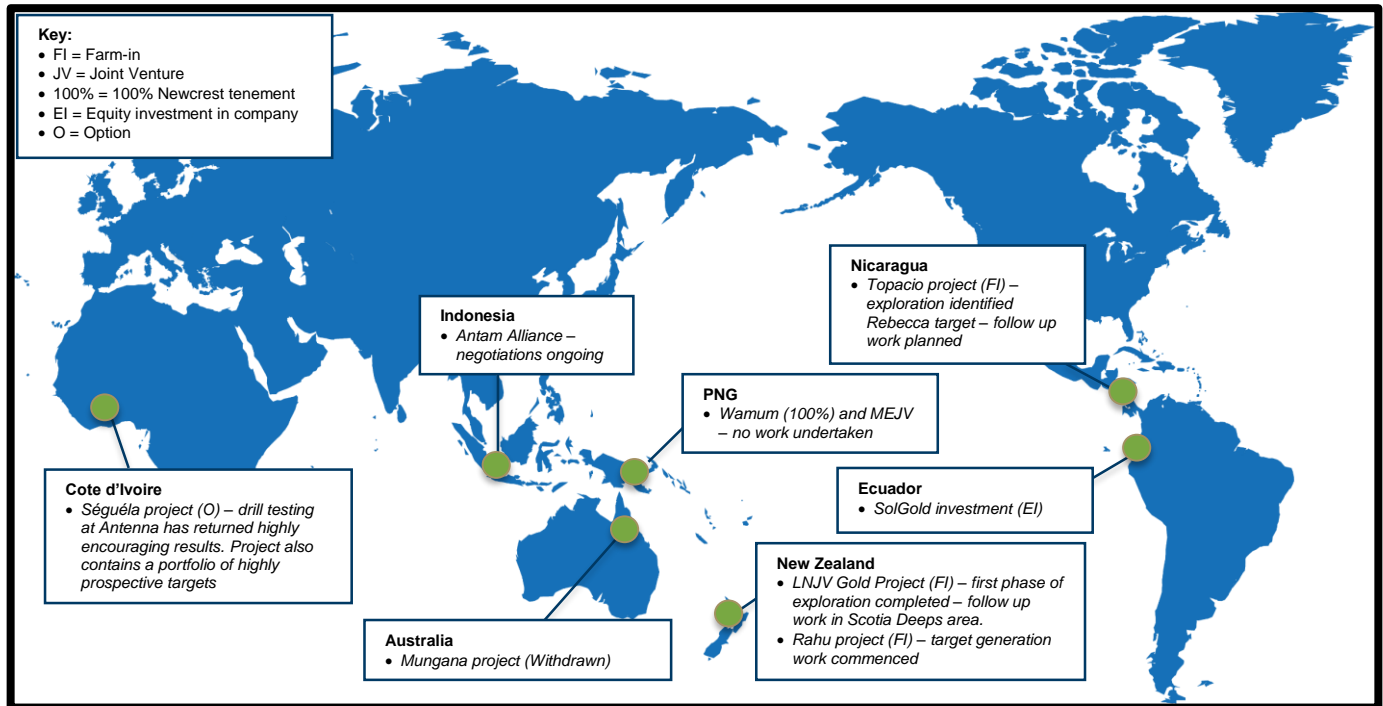 Key:
• FI = Farm-in
• JV = Joint Venture
• 100% = 100% Newcrest tenement
• EI = Equity investment in company
• O = Option
Nicaragua
• Topacio project (FI) –
exploration identified
Rebecca target – follow up
work planned
Indonesia
• Antam Alliance –
negotiations ongoing
PNG
• Wamum (100%) and MEJV
– no work undertaken
Cote d'Ivoire
• Séguéla project (O) – drill testing
at Antenna has returned highly
encouraging results. Project also
contains a portfolio of highly
prospective targets
Ecuador
• SolGold investment (EI)
New Zealand
• LNJV Gold Project (FI) – first phase of
exploration completed – follow up
work in Scotia Deeps area.
• Rahu project (FI) – target generation
work commenced
Australia
• Mungana project (Withdrawn)